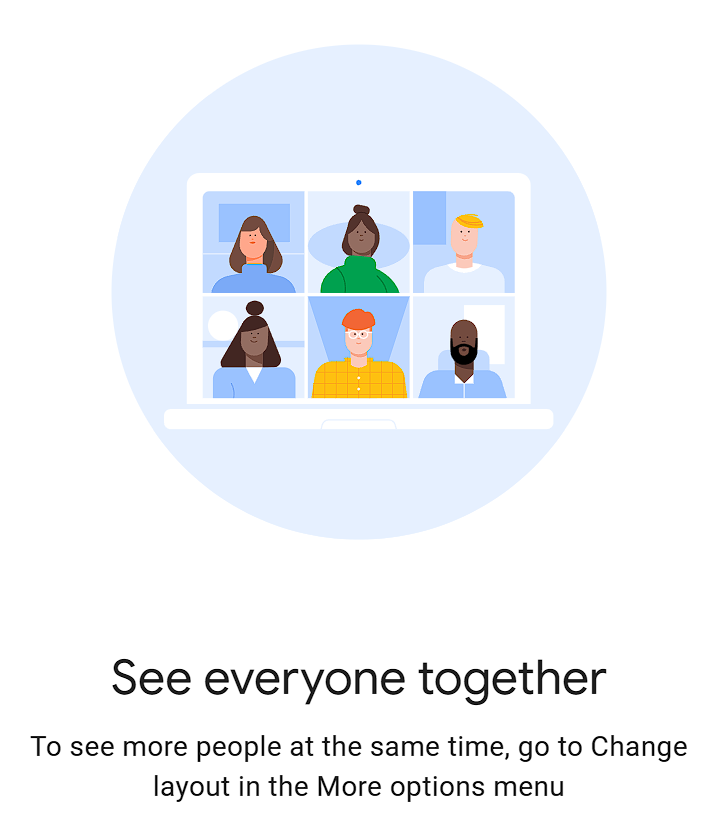 See everyone together
To see more people at the same time, go to Change
layout in the More options menu